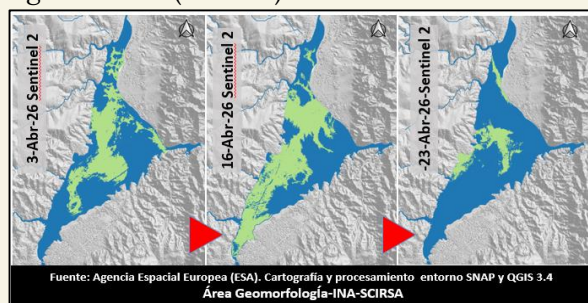 3-Abr-26 Sentinel 2
16-Abr-26 Sentinel 2
-23-Abr-26-Sentinel 2
Fuente: Agencia Espacial Europea (ESA). Cartografía y procesamiento entorno SNAP y QGIS 3.4
Área Geomorfología-INA-SCIRSA